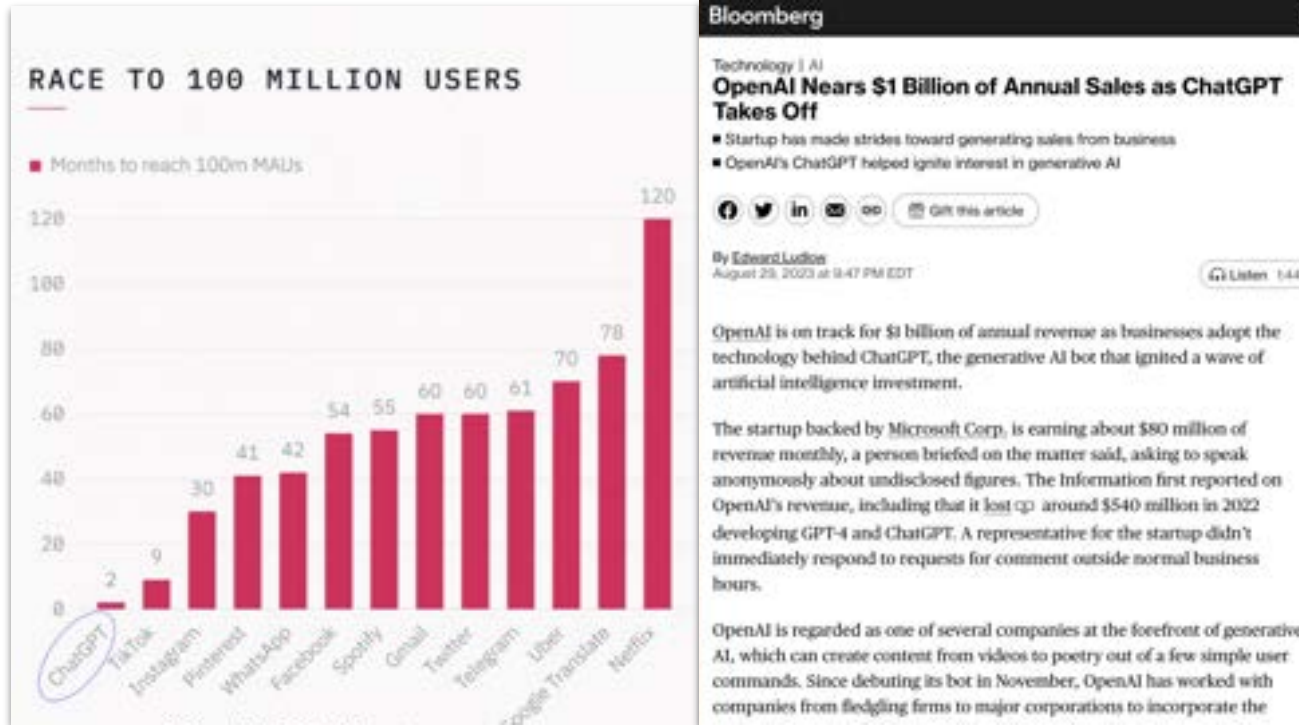 RACE TO 100 MILLION USERS
Months to reach 100m MAUs
120
100
80
60
40
20
0
2
9
30
41
42
54
55
60
60
61
70
78
120
ChatGPT
TikTok
Instagram
Pinterest
WhatsApp
Facebook
Spotify
Gmail
Twitter
Telegram
Uber
Google Translate
Netflix
Bloomberg
Technology | AI
OpenAI Nears $1 Billion of Annual Sales as ChatGPT
Takes Off
Startup has made strides toward generating sales from business
OpenAI's ChatGPT helped ignite interest in generative AI
Gift this article
By Edward Ludlow
August 29, 2023 at 9:47 PM EDT
Listen 1:44
OpenAI is on track for $1 billion of annual revenue as businesses adopt the
technology behind ChatGPT, the generative AI bot that ignited a wave of
artificial intelligence investment.
The startup backed by Microsoft Corp. is earning about $80 million of
revenue monthly, a person briefed on the matter said, asking to speak
anonymously about undisclosed figures. The Information first reported on
OpenAI's revenue, including that it lost around $540 million in 2022
developing GPT-4 and ChatGPT. A representative for the startup didn't
immediately respond to requests for comment outside normal business
hours.
OpenAI is regarded as one of several companies at the forefront of generative
AI, which can create content from videos to poetry out of a few simple user
commands. Since debuting its bot in November, OpenAI has worked with
companies from fledgling firms to major corporations to incorporate the